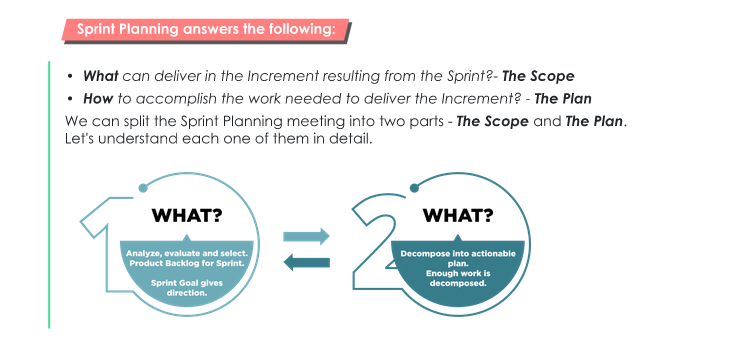 Sprint Planning answers the following:
• What can deliver in the Increment resulting from the Sprint?- The Scope
• How to accomplish the work needed to deliver the Increment? - The Plan
We can split the Sprint Planning meeting into two parts - The Scope and The Plan.
Let's understand each one of them in detail.
1
WHAT?
Analyze, evaluate and select.
Product Backlog for Sprint.
Sprint Goal gives
direction.
2
WHAT?
Decompose into actionable
plan.
Enough work is
decomposed.